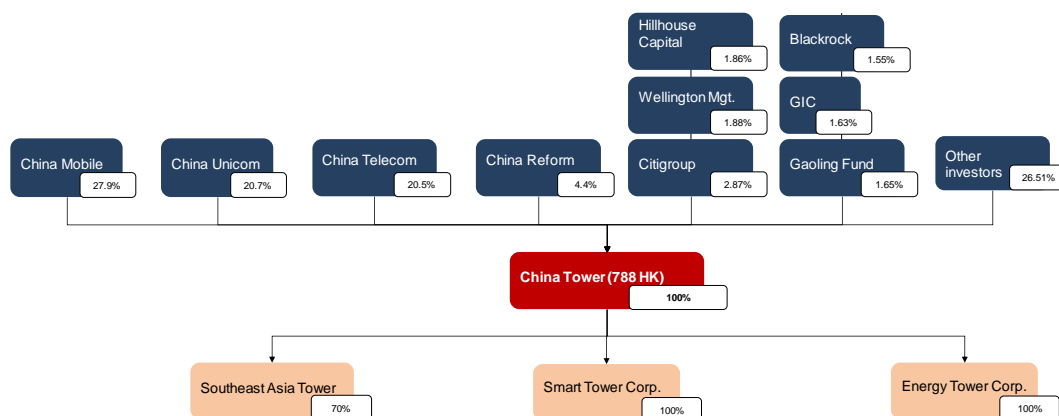 Hillhouse
Capital
1.86%
Blackrock
1.55%
Wellington Mgt.
1.88%
GIC
1.63%
China Mobile
27.9%
China Unicom
20.7%
China Telecom
20.5%
China Reform
4.4%
Citigroup
2.87%
Gaoling Fund
1.65%
Other
investors
26.51%
China Tower (788 HK)
100%
Southeast Asia Tower
70%
Smart Tower Corp.
100%
Energy Tower Corp.
100%